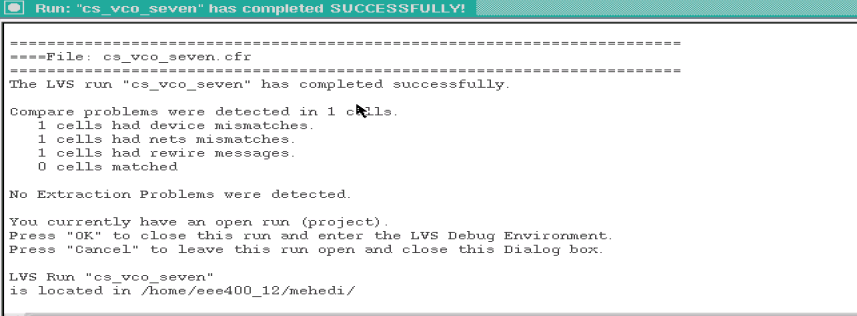 Run: "cs_vco_seven" has completed SUCCESSFULLY!
======================================================================
====File: cs_vco_seven.cfr
======================================================================
The LVS run "cs_vco_seven" has completed successfully.
Compare problems were detected in 1 cells.
1 cells had device mismatches.
1 cells had nets mismatches.
1 cells had rewire messages.
0 cells matched
No Extraction Problems were detected.
You currently have an open run (project).
Press "OK" to close this run and enter the LVS Debug Environment.
Press "Cancel" to leave this run open and close this Dialog box.
LVS Run "cs_vco_seven"
is located in /home/eee400_12/mehedi/